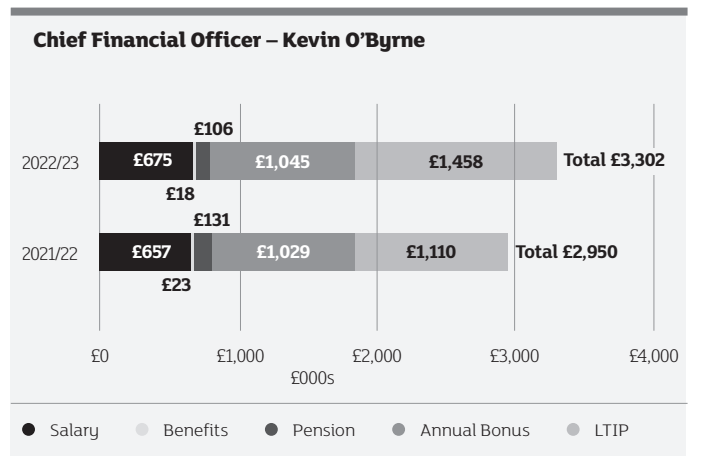 Chief Financial Officer – Kevin O'Byrne
£106
2022/23 £675 £1,045 £1,458 Total £3,302
£18
£131
2021/22 £657 £1,029 £1,110 Total £2,950
£23
£0 £1,000 £2,000 £3,000 £4,000
£000s
Salary Benefits Pension Annual Bonus LTIP